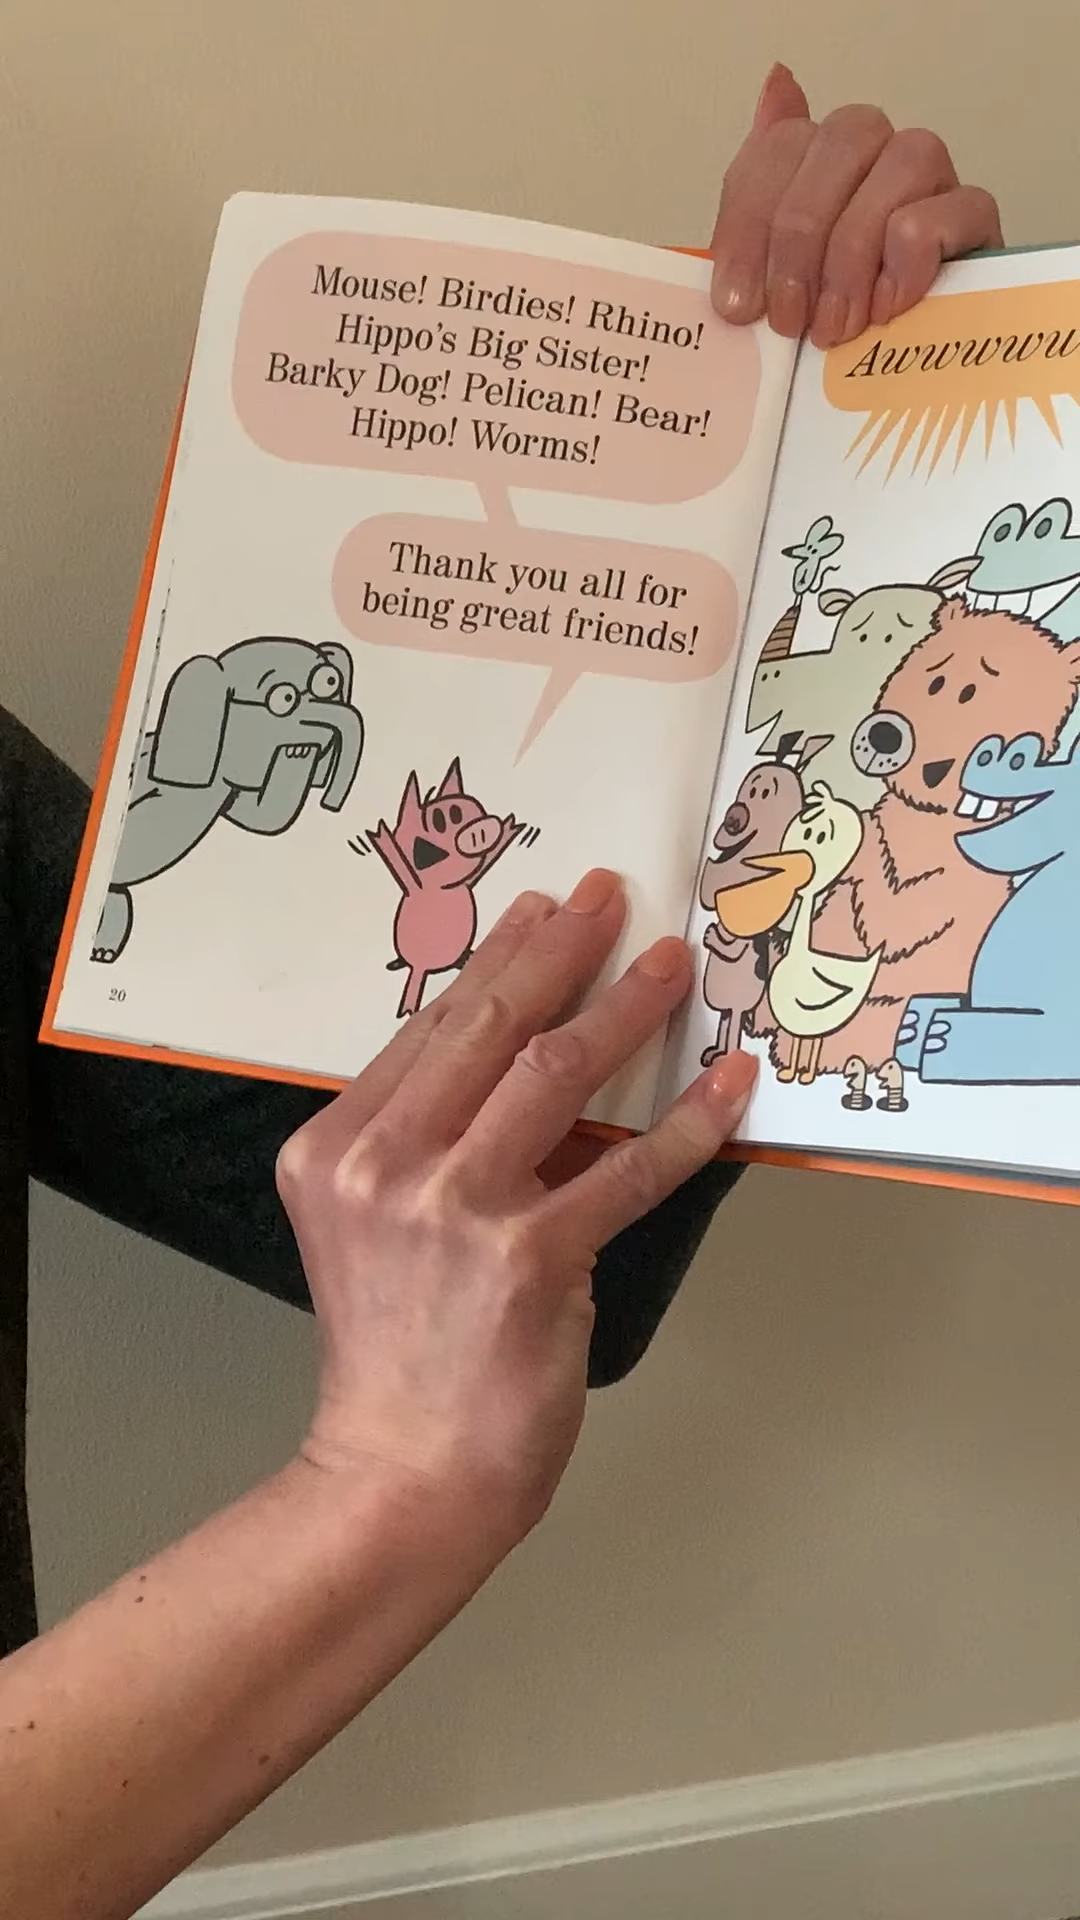 Mouse! Birdies! Rhino!
Hippo's Big Sister!
Barky Dog! Pelican! Bear!
Hippo! Worms!
Thank you all for
being great friends!
20
Awwwwu